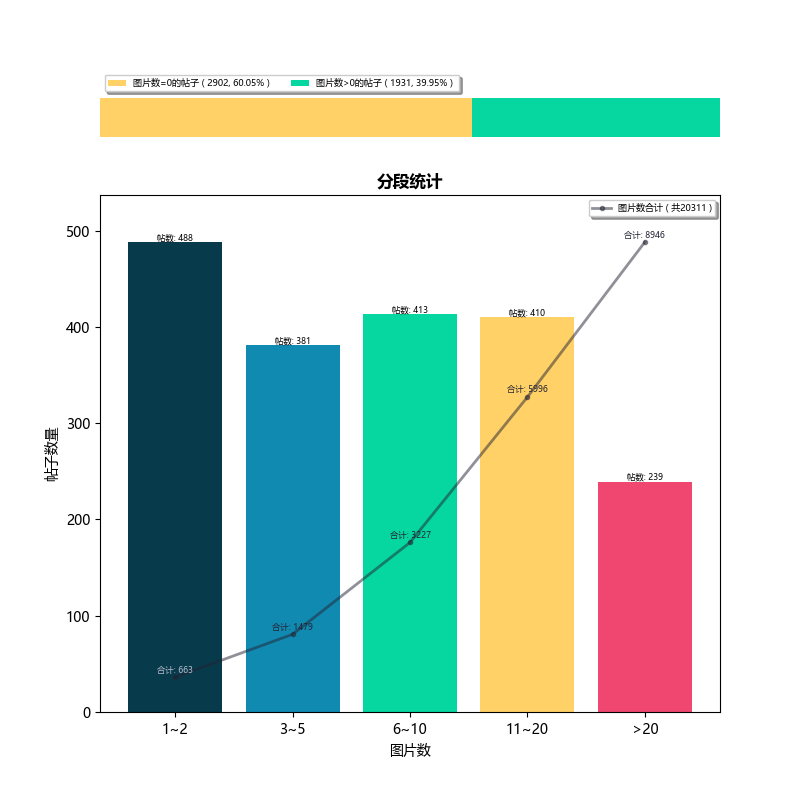 图片数=0的帖子 ( 2902, 60.05% )
图片数>0的帖子 ( 1931, 39.95% )
分段统计
图片数合计 ( 共20311 )
合计: 8946
500
帖数: 488
帖数: 413
帖数: 410
400
帖数: 381
合计: 5996
300
帖子数量
帖数: 239
200
合计: 3227
100
合计: 1479
合计: 663
0
1~2
3~5
6~10
11~20
>20
图片数